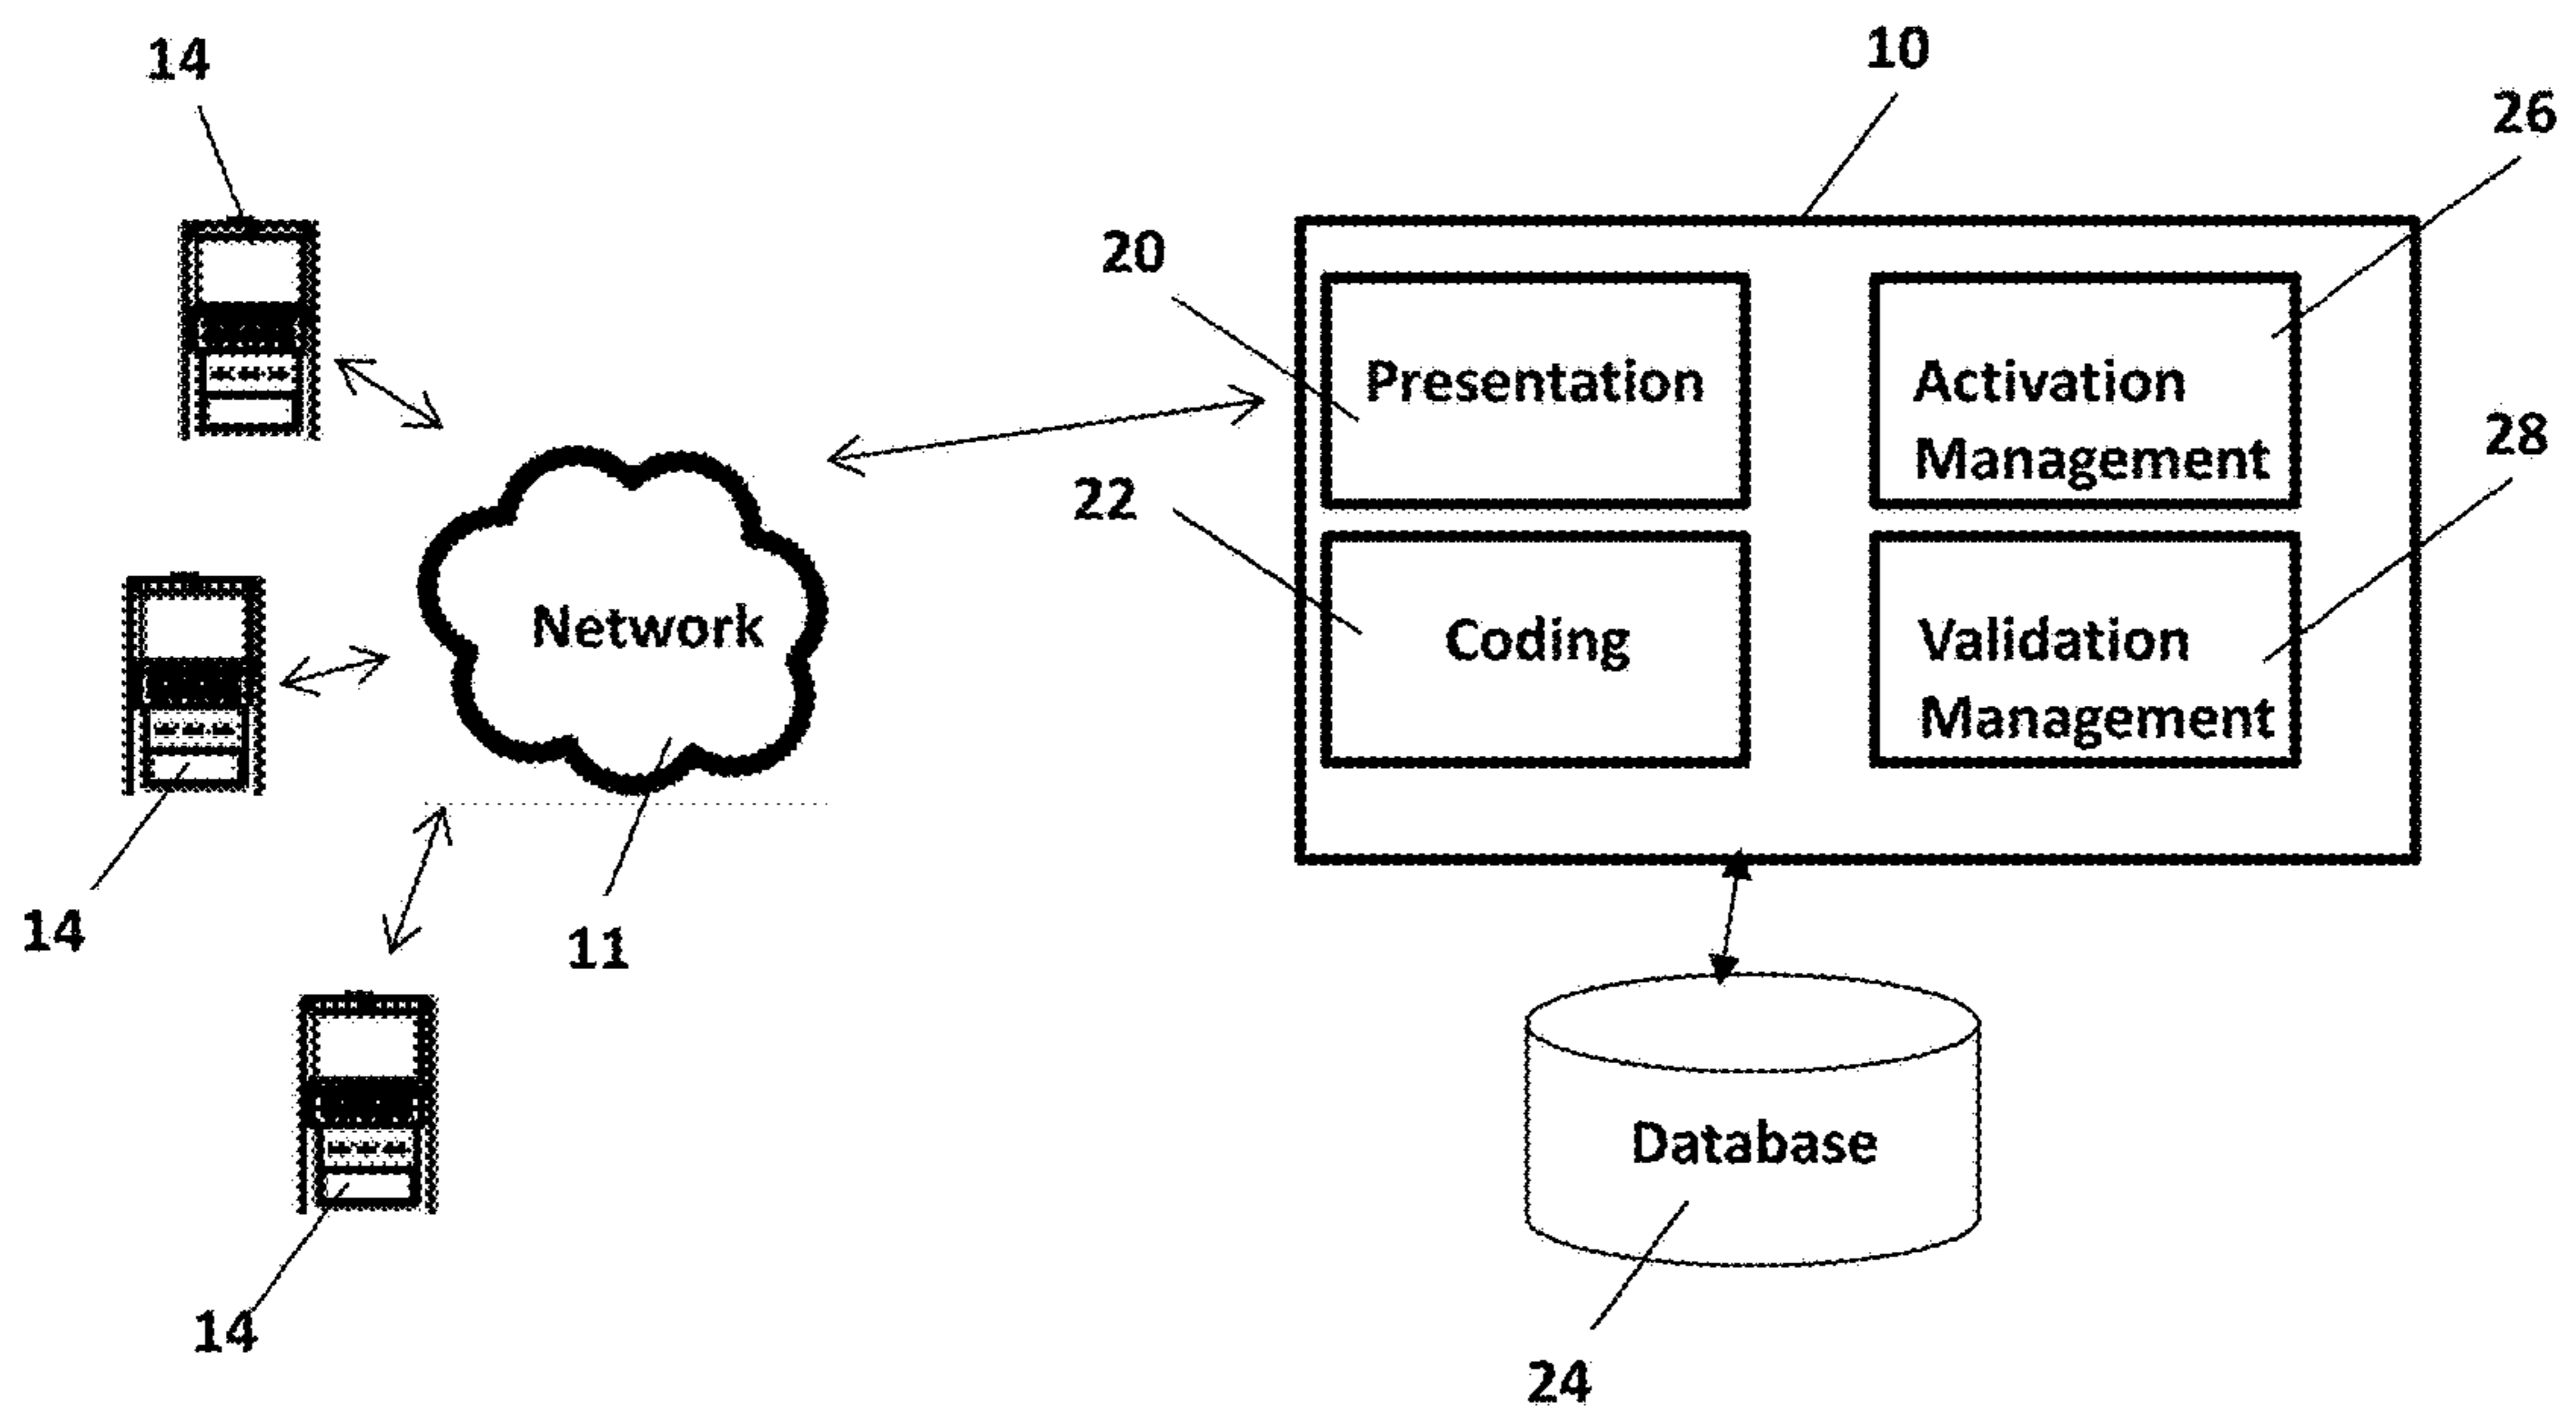 14
10
26
20
Presentation
Activation
Management
28
22
Network
Coding
Validation
Management
14
11
Database
14
24